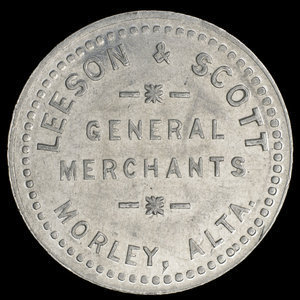 LEESON & SCOTT
GENERAL
MERCHANTS
MORLEY, ALTA.